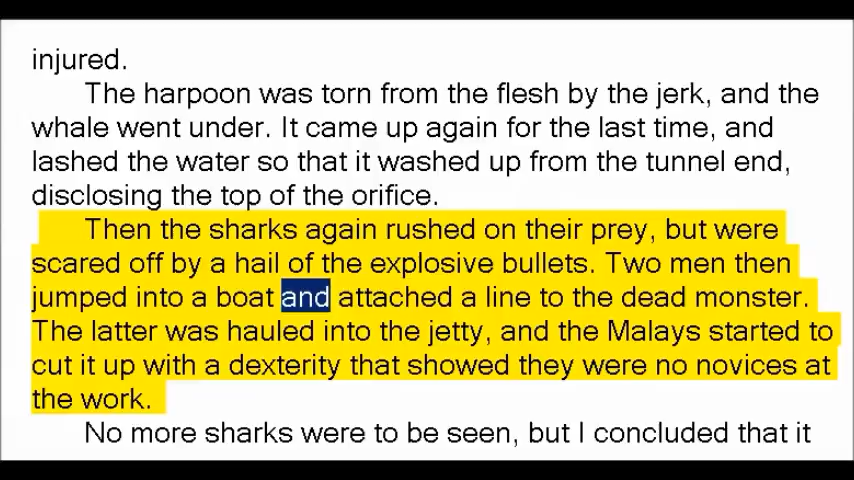 injured.
The harpoon was torn from the flesh by the jerk, and the
whale went under. It came up again for the last time, and
lashed the water so that it washed up from the tunnel end,
disclosing the top of the orifice.
Then the sharks again rushed on their prey, but were
scared off by a hail of the explosive bullets. Two men then
jumped into a boat and attached a line to the dead monster.
The latter was hauled into the jetty, and the Malays started to
cut it up with a dexterity that showed they were no novices at
the work.
No more sharks were to be seen, but I concluded that it